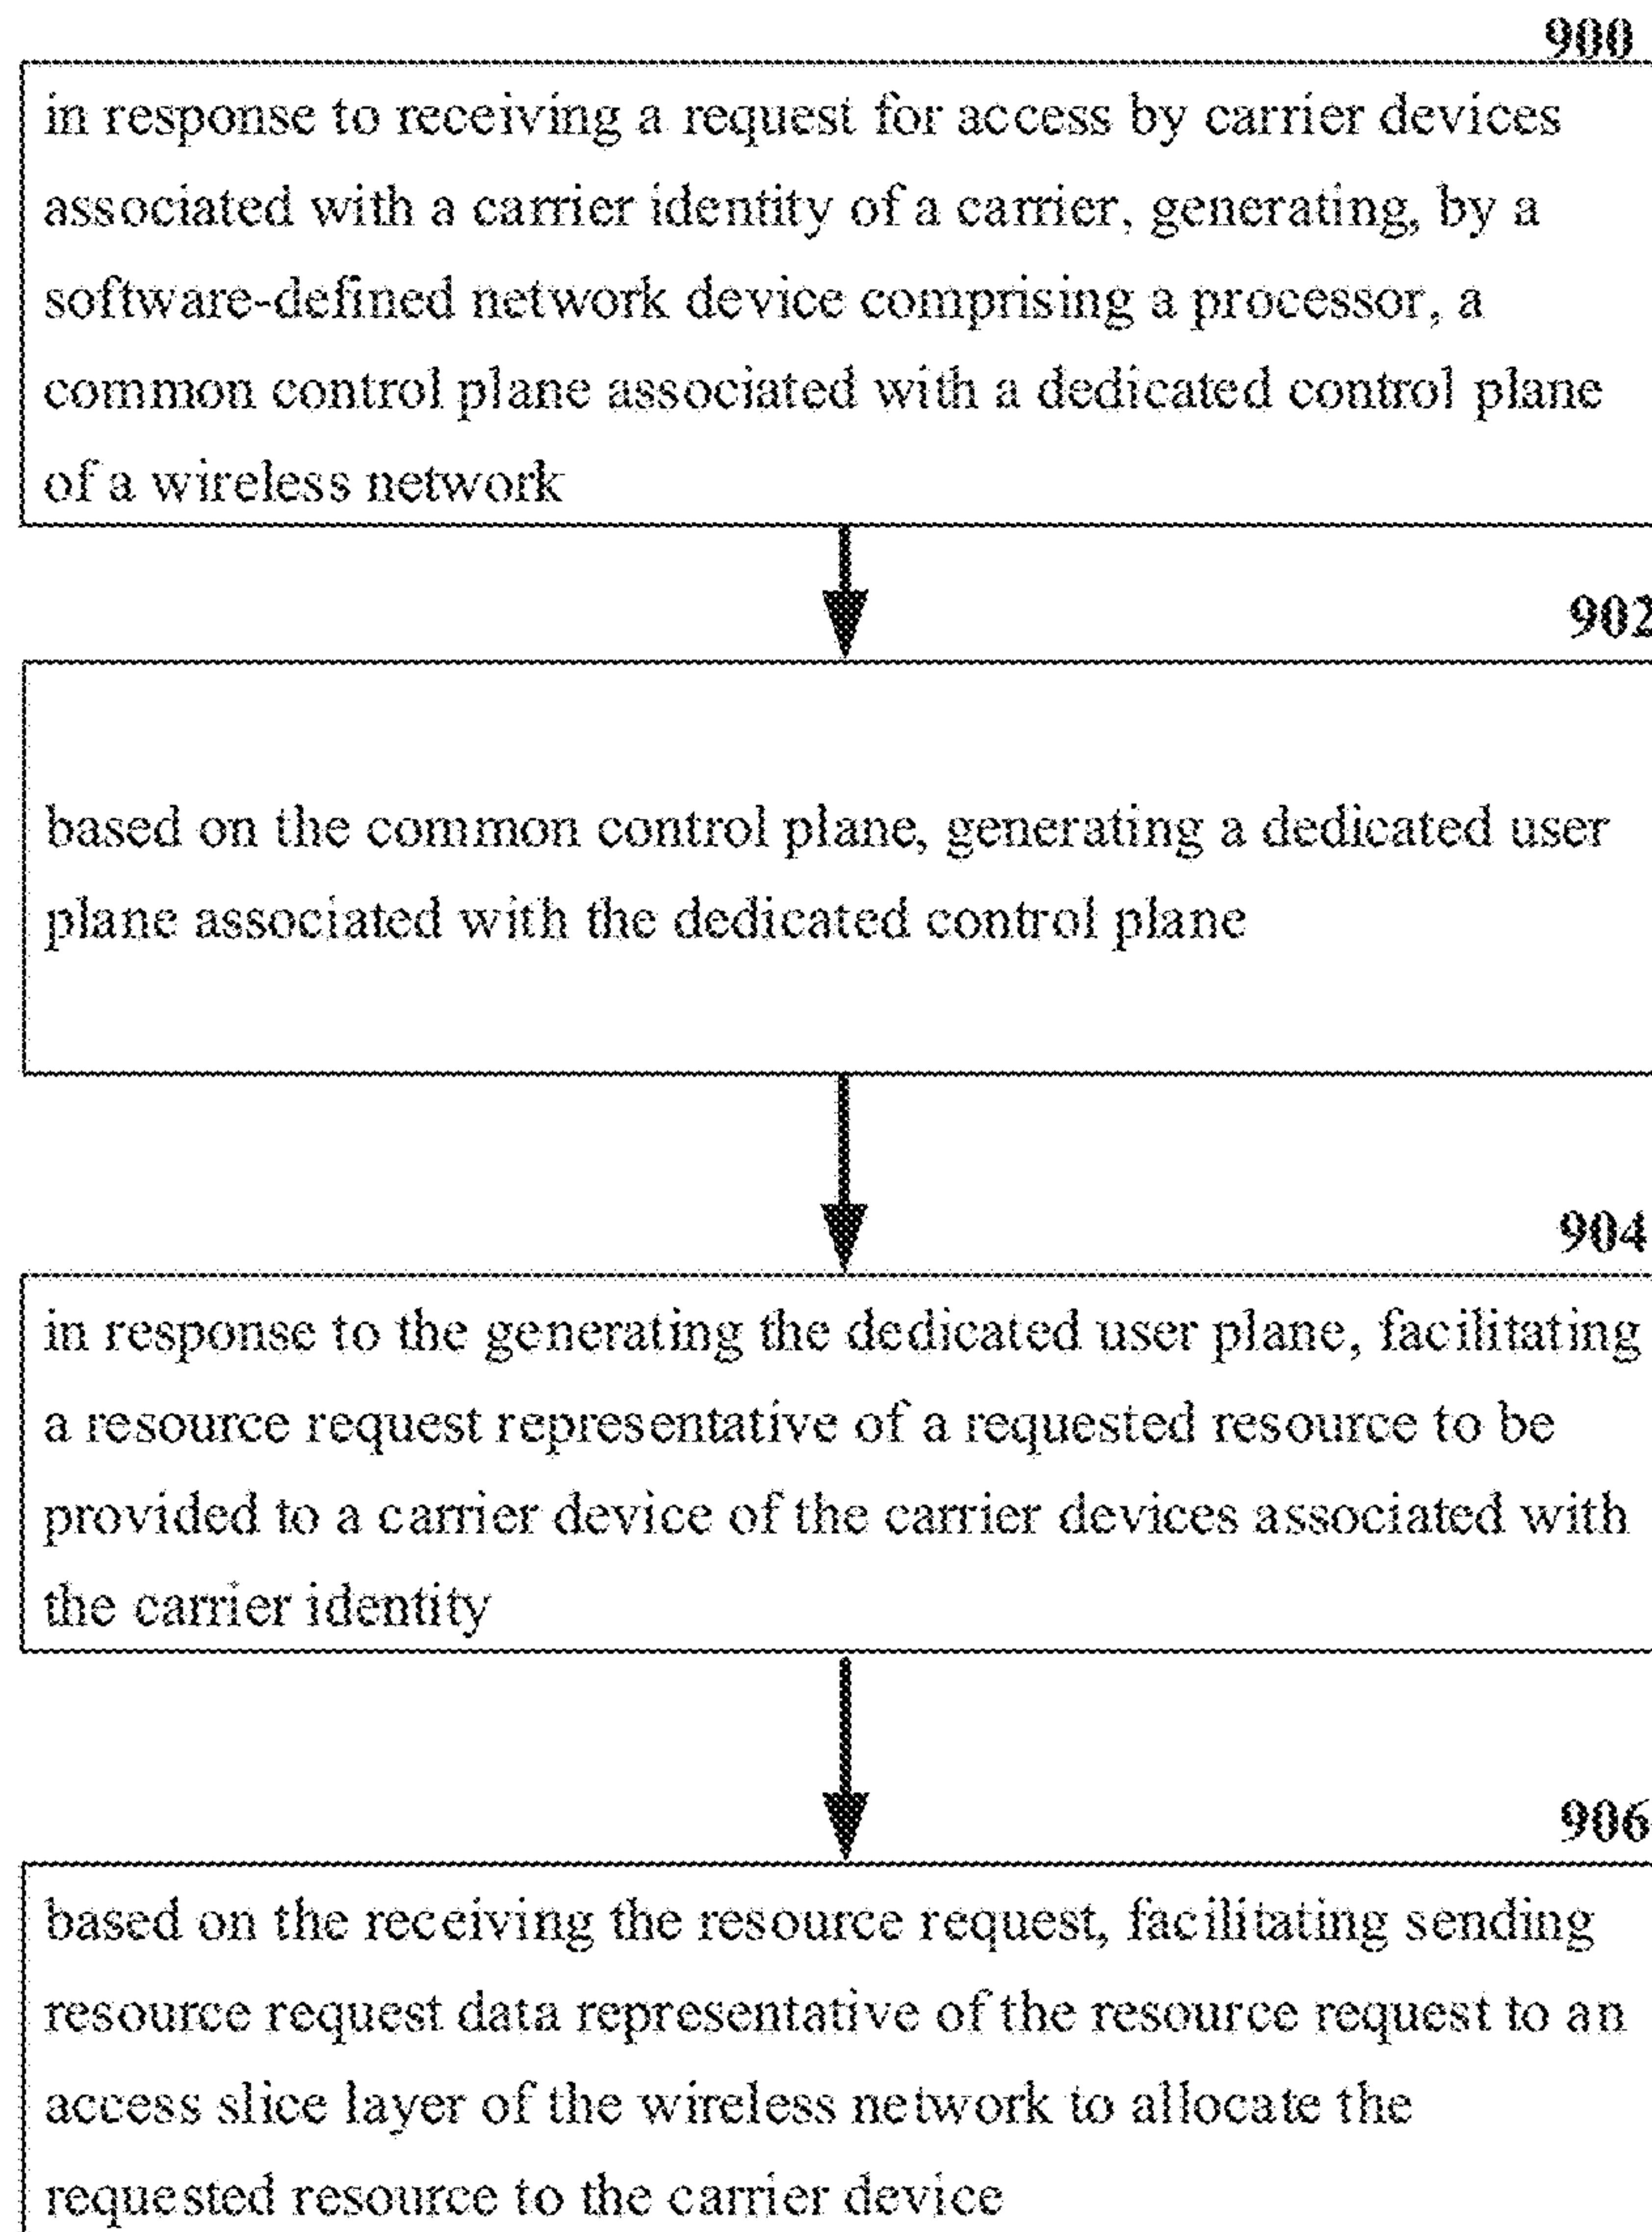 900
in response to receiving a request for access by carrier devices
associated with a carrier identity of a carrier, generating, by a
software-defined network device comprising a processor, a
common control plane associated with a dedicated control plane
of a wireless network
902
based on the common control plane, generating a dedicated user
plane associated with the dedicated control plane
904
in response to the generating the dedicated user plane, facilitating
a resource request representative of a requested resource to be
provided to a carrier device of the carrier devices associated with
the carrier identity
906
based on the receiving the resource request, facilitating sending
resource request data representative of the resource request to an
access slice layer of the wireless network to allocate the
requested resource to the carrier device